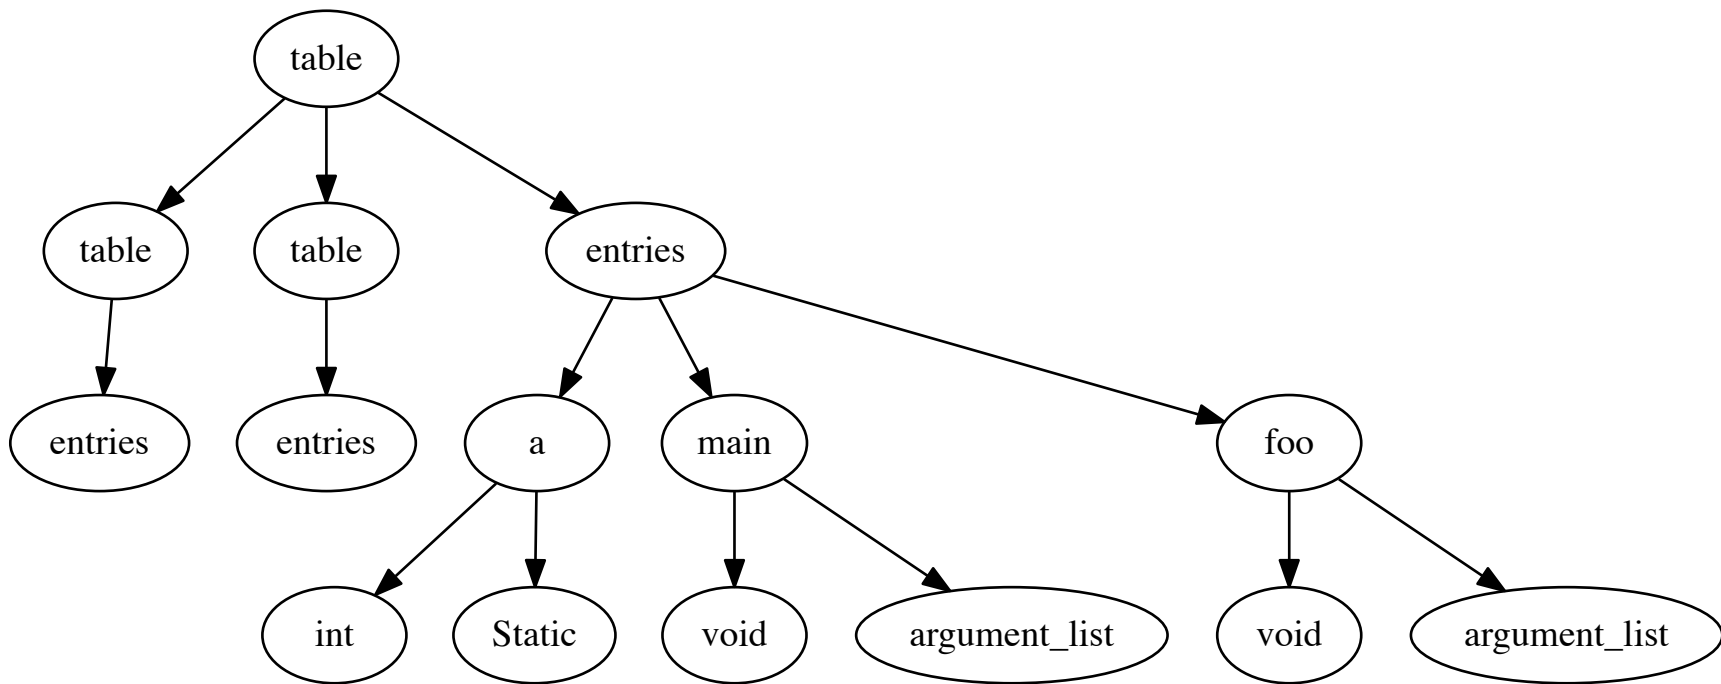 table
table
table
entries
entries
entries
a
main
foo
int
Static
void
argument_list
void
argument_list